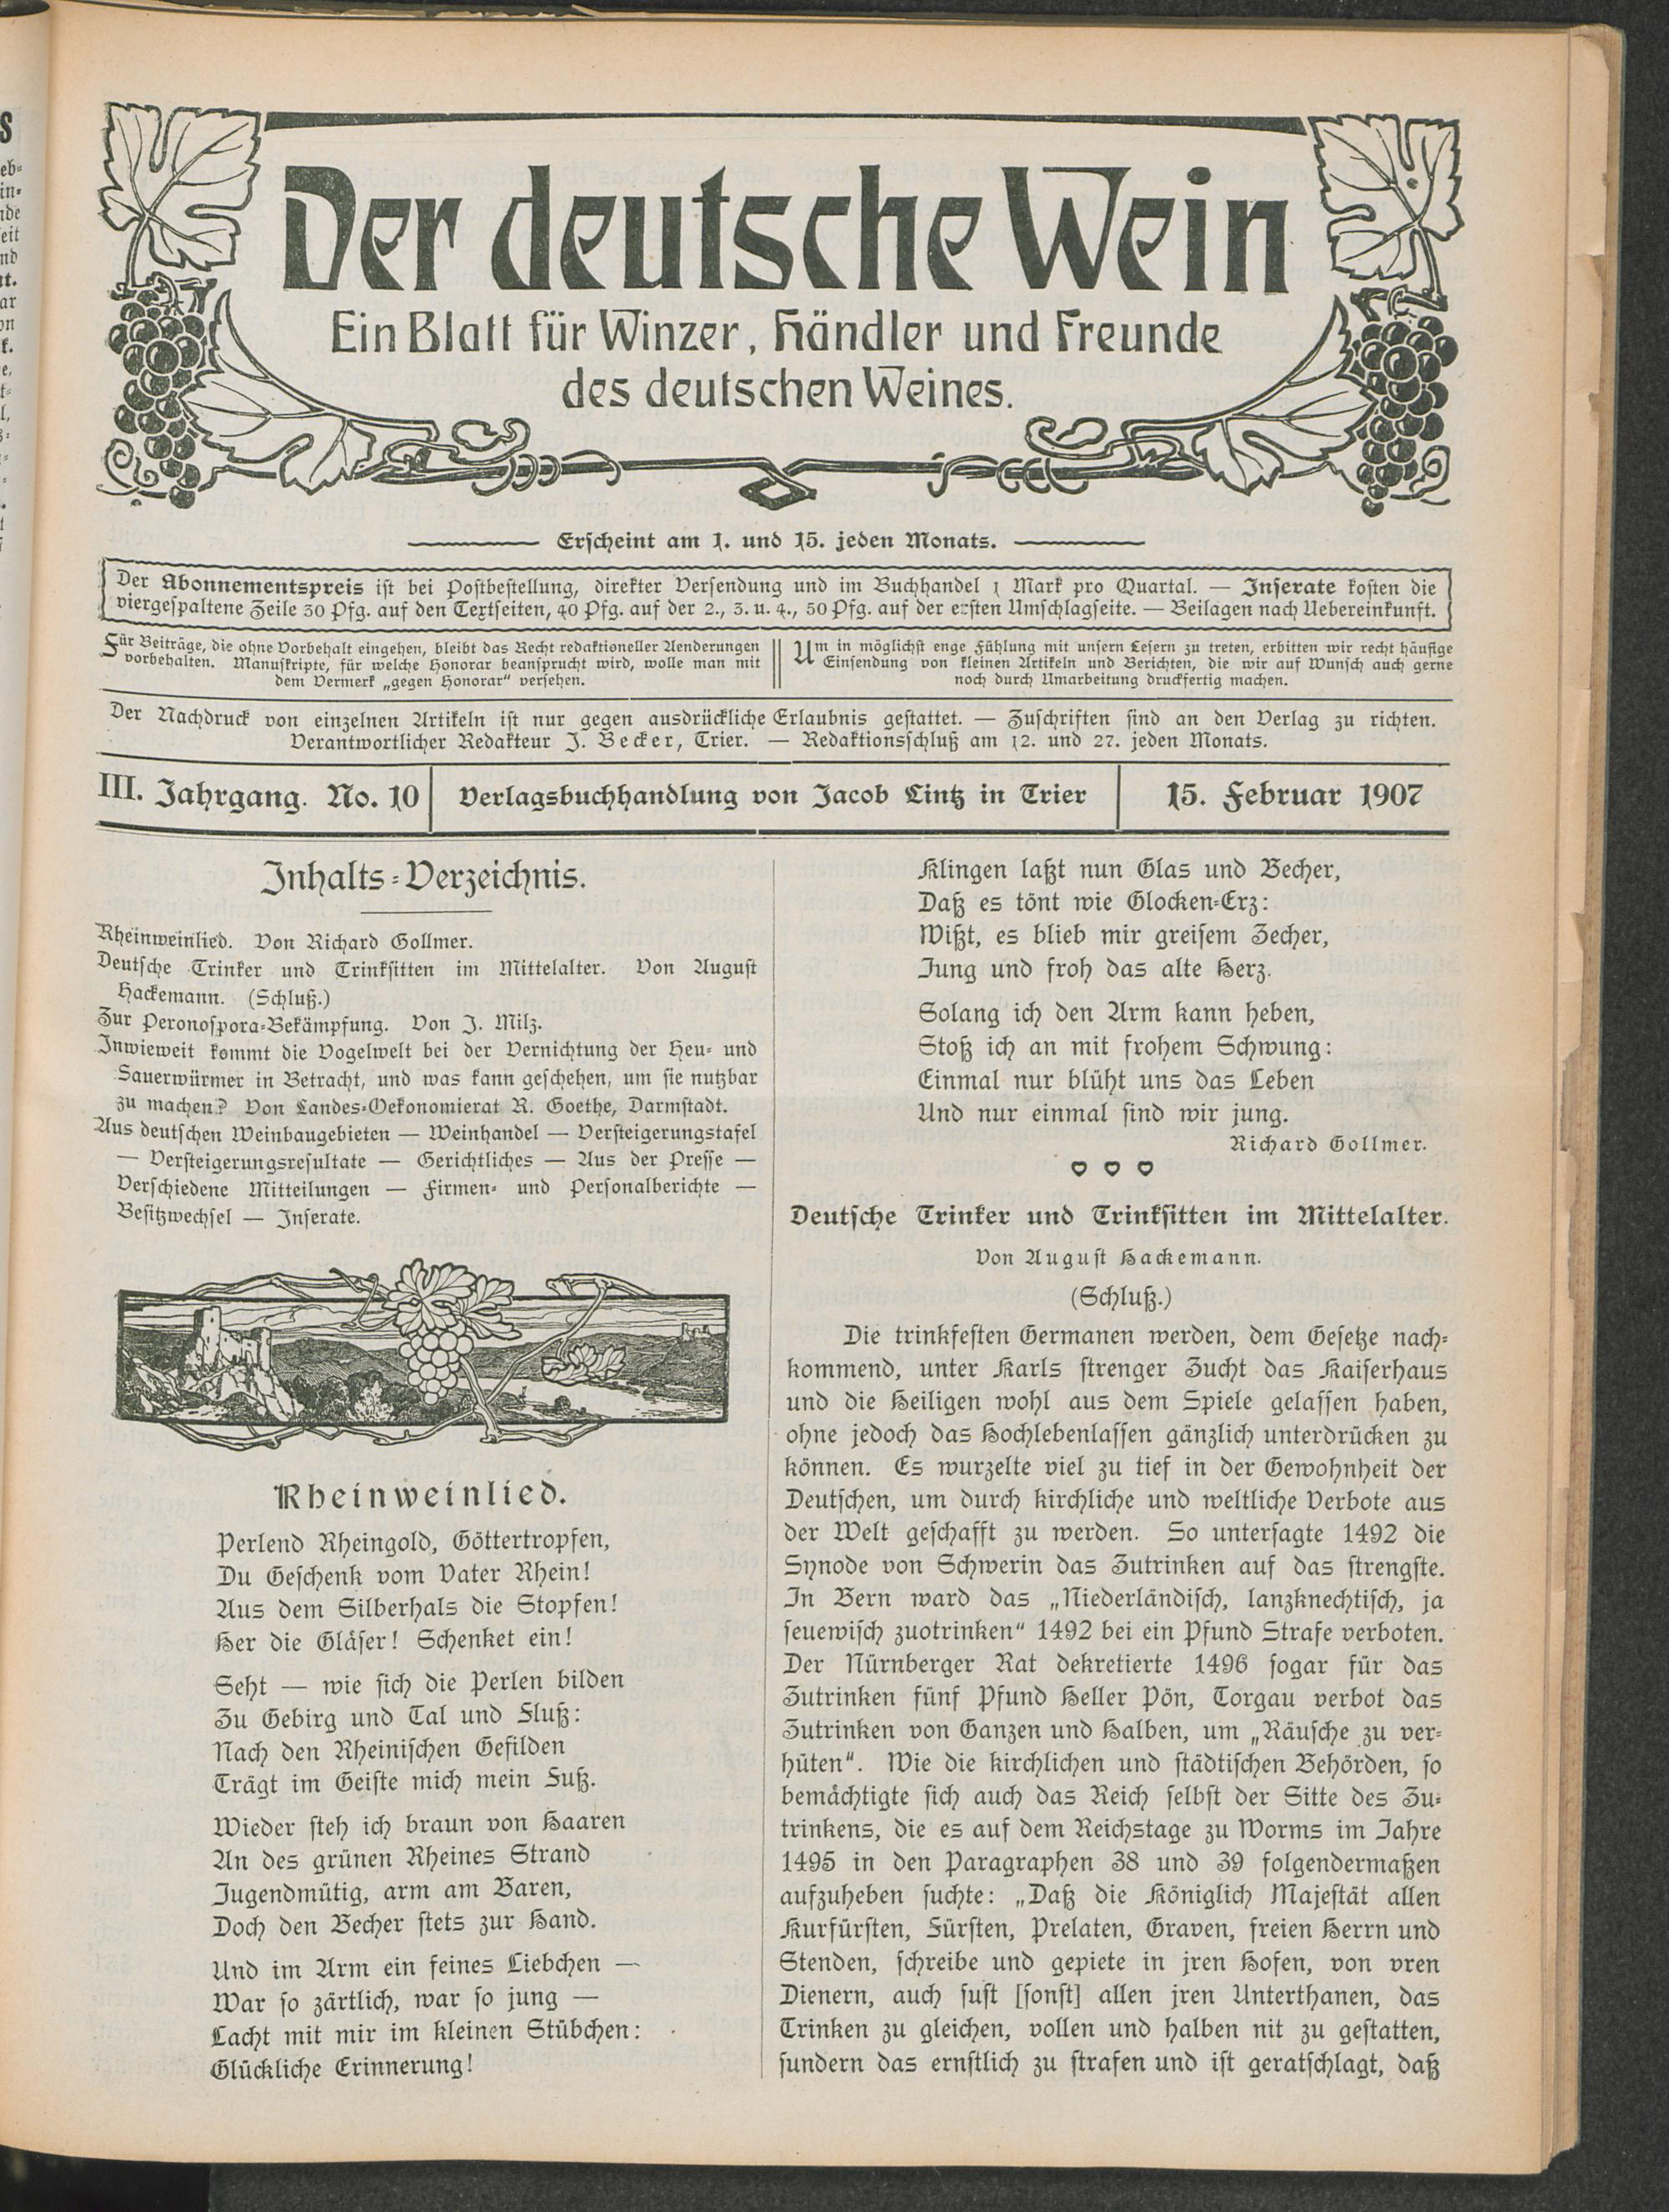 Der deutsche Wein
Ein Blatt für Winzer, Händler und Freunde
des deutschen Weines.
Erscheint am 1. und 15. jeden Monats.
Der Abonnementspreis ist bei Postbestellung, direkter Versendung und im Buchhandel 1 Mark pro Quartal. — Inserate kosten die
viergespaltene Zeile 30 Pfg. auf den Textseiten, 40 Pfg. auf der 2., 3. u. 4., 50 Pfg. auf der ersten Umschlagseite. — Beilagen nach Uebereinkunft.
Für Beiträge, die ohne Vorbehalt eingehen, bleibt das Recht redaktioneller Aenderungen
vorbehalten. Manuskripte, für welche Honorar beansprucht wird, wolle man mit
dem Vermerk „gegen Honorar" versehen.
Um in möglichst enge Fühlung mit unsern Lesern zu treten, erbitten wir recht häufige
Einsendung von kleinen Artikeln und Berichten, die wir auf Wunsch auch gerne
noch durch Umarbeitung druckfertig machen.
Der Nachdruck von einzelnen Artikeln ist nur gegen ausdrückliche Erlaubnis gestattet. — Zuschriften sind an den Verlag zu richten.
Verantwortlicher Redakteur J. Becker, Trier. — Redaktionsschluß am 12. und 27. jeden Monats.
III. Jahrgang. No. 10
Verlagsbuchhandlung von Jacob Lintz in Trier
15. Februar 1907
Inhalts-Verzeichnis.
Rheinweinlied. Von Richard Gollmer.
Deutsche Trinker und Trinksitten im Mittelalter. Von August
Hackemann. (Schluß.)
Zur Peronospora-Bekämpfung. Von J. Milz.
Inwieweit kommt die Vogelwelt bei der Vernichtung der Heu- und
Sauerwürmer in Betracht, und was kann geschehen, um sie nutzbar
zu machen? Von Landes-Oekonomierat R. Goethe, Darmstadt.
Aus deutschen Weinbaugebieten — Weinhandel — Versteigerungstafel
— Versteigerungsresultate — Gerichtliches — Aus der Presse —
Verschiedene Mitteilungen — Firmen- und Personalberichte —
Besitzwechsel — Inserate.
Rheinweinlied.
Perlend Rheingold, Göttertropfen,
Du Geschenk vom Vater Rhein!
Aus dem Silberhals die Stopfen!
Her die Gläser! Schenket ein!
Seht — wie sich die Perlen bilden
Zu Gebirg und Tal und Fluß:
Nach den Rheinischen Gefilden
Trägt im Geiste mich mein Fuß.
Wieder steh ich braun von Haaren
An des grünen Rheines Strand
Jugendmütig, arm am Baren,
Doch den Becher stets zur Hand.
Und im Arm ein feines Liebchen —
War so zärtlich, war so jung —
Lacht mit mir im kleinen Stübchen:
Glückliche Erinnerung!
Klingen laßt nun Glas und Becher,
Daß es tönt wie Glocken-Erz:
Wißt, es blieb mir greisem Zecher,
Jung und froh das alte Herz.
Solang ich den Arm kann heben,
Stoß ich an mit frohem Schwung:
Einmal nur blüht uns das Leben
Und nur einmal sind wir jung.
Richard Gollmer.
Deutsche Trinker und Trinksitten im Mittelalter.
Von August Hackemann.
(Schluß.)
Die trinkfesten Germanen werden, dem Gesetze nach-
kommend, unter Karls strenger Zucht das Kaiserhaus
und die Heiligen wohl aus dem Spiele gelassen haben,
ohne jedoch das Hochlebenlassen gänzlich unterdrücken zu
können. Es wurzelte viel zu tief in der Gewohnheit der
Deutschen, um durch kirchliche und weltliche Verbote aus
der Welt geschafft zu werden. So untersagte 1492 die
Synode von Schwerin das Zutrinken auf das strengste.
In Bern ward das „Niederländisch, lanzknechtisch, ja
seuewisch zuotrinken" 1492 bei ein Pfund Strafe verboten.
Der Nürnberger Rat dekretierte 1496 sogar für das
Zutrinken fünf Pfund Heller Pön, Torgau verbot das
Zutrinken von Ganzen und Halben, um „Räusche zu ver-
hüten". Wie die kirchlichen und städtischen Behörden, so
bemächtigte sich auch das Reich selbst der Sitte des Zu-
trinkens, die es auf dem Reichstage zu Worms im Jahre
1495 in den Paragraphen 38 und 39 folgendermaßen
aufzuheben suchte: „Daß die Königlich Majestät allen
Kurfürsten, Fürsten, Prelaten, Graven, freien Herrn und
Stenden, schreibe und gepiete in jren Hofen, von vren
Dienern, auch sust [sonst] allen jren Unterthanen, das
Trinken zu gleichen, vollen und halben nit zu gestatten,
sundern das ernstlich zu strafen und ist geratschlagt, daß